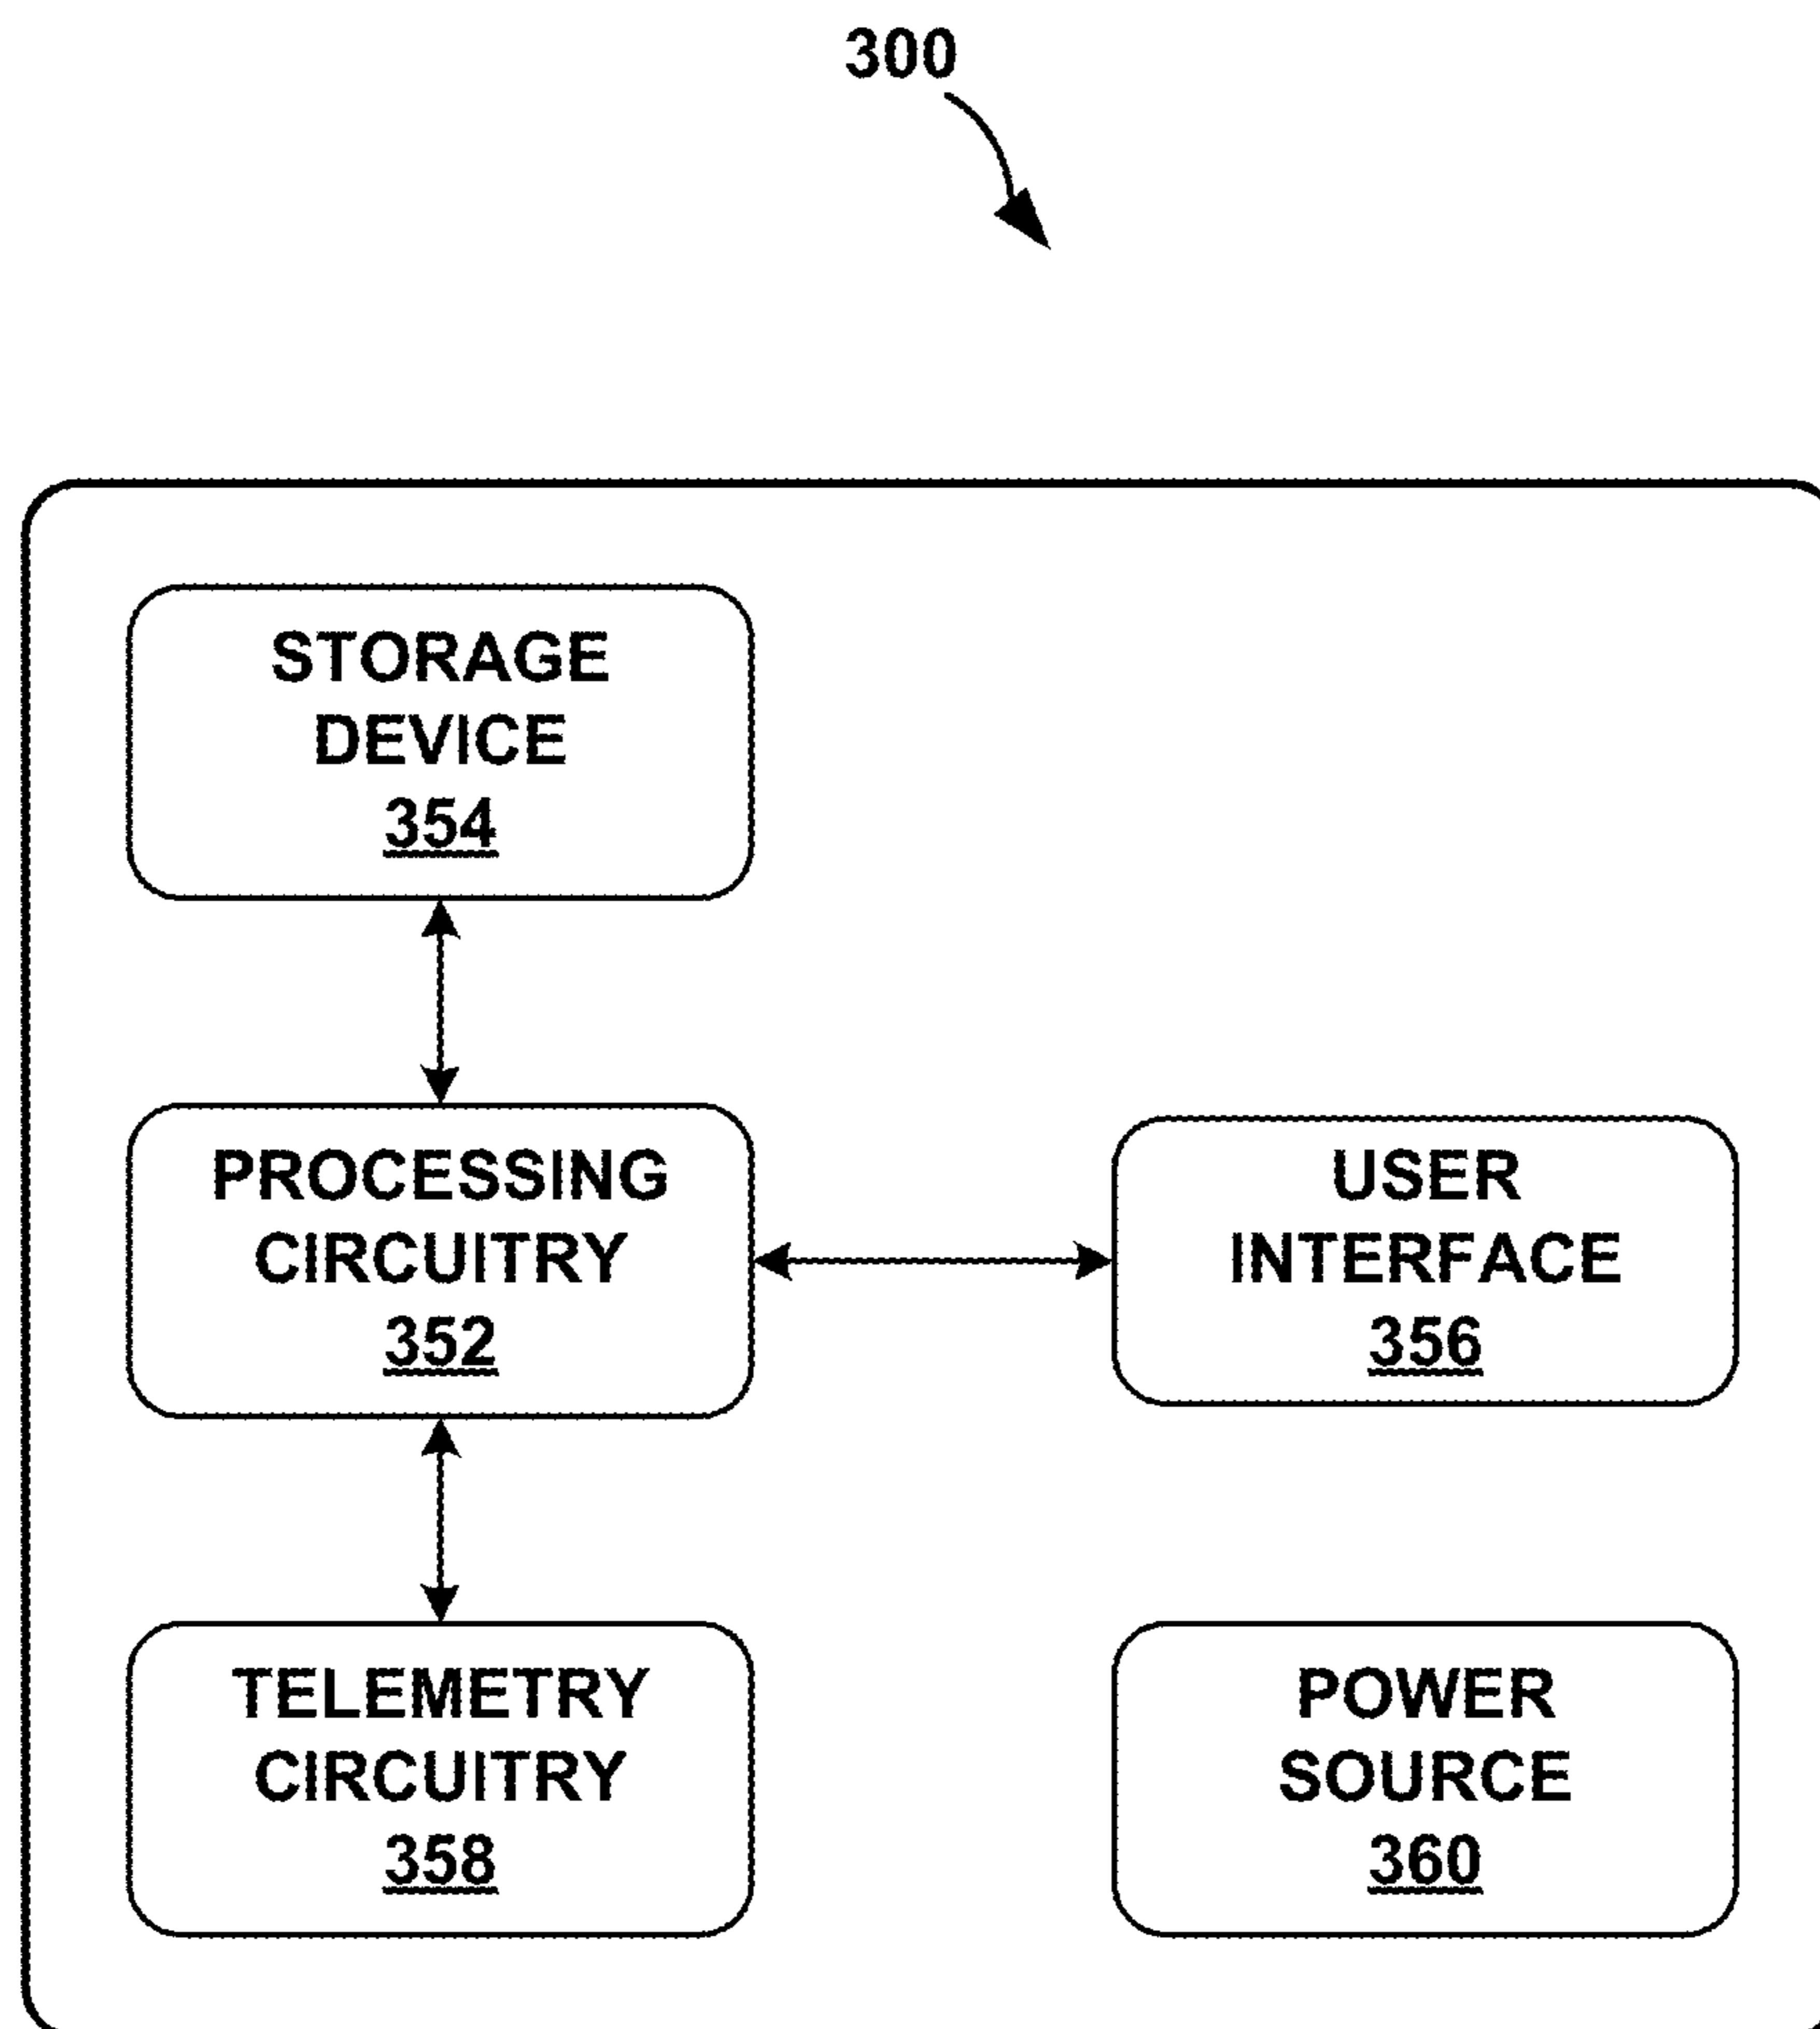 300
STORAGE
DEVICE
354
PROCESSING
CIRCUITRY
352
USER
INTERFACE
356
TELEMETRY
CIRCUITRY
358
POWER
SOURCE
360